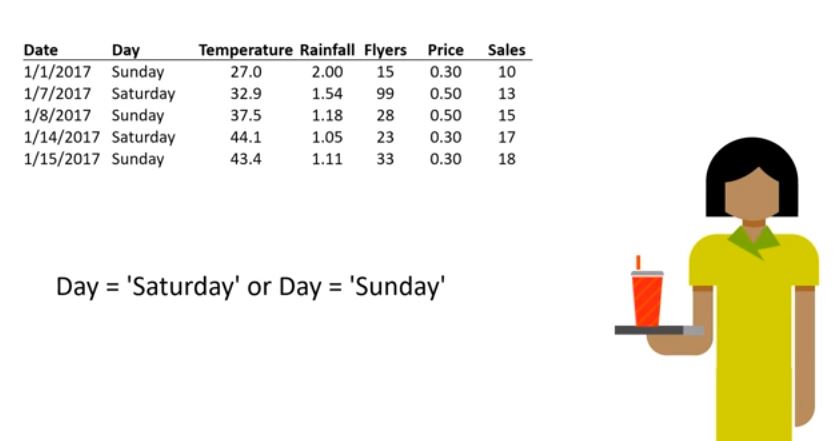 Date Day Temperature Rainfall Flyers Price Sales
1/1/2017 Sunday 27.0 2.00 15 0.30 10
1/7/2017 Saturday 32.9 1.54 99 0.50 13
1/8/2017 Sunday 37.5 1.18 28 0.50 15
1/14/2017 Saturday 44.1 1.05 23 0.30 17
1/15/2017 Sunday 43.4 1.11 33 0.30 18
Day = 'Saturday' or Day = 'Sunday'